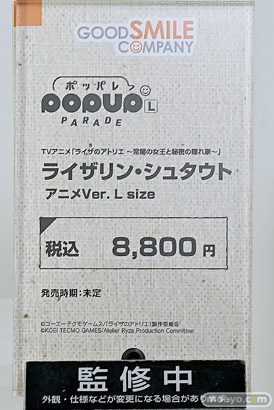 GOOD SMILE
COMPANY
ポップアップパレード
POP UP L
PARADE
TVアニメ「ライザのアトリエ ～常闇の女王と秘密の隠れ家～」
ライザリン・シュタウト
アニメVer. L size
税込 8,800円
発売時期：未定
©コーエーテクモゲームス/「ライザのアトリエ」製作委員会
©KOEI TECMO GAMES/Atelier Ryza Production Committee
監修中
外観・仕様などが変更になる場合があります